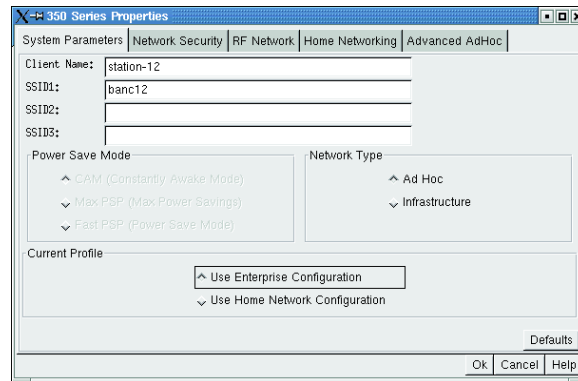 350 Series Properties
System Parameters Network Security RF Network Home Networking Advanced AdHoc
Client Name: station-12
SSID1: banc12
SSID2:
SSID3:
Power Save Mode
CAM (Constantly Awake Mode)
Max PSP (Max Power Savings)
Fast PSP (Power Save Mode)
Network Type
Ad Hoc
Infrastructure
Current Profile
Use Enterprise Configuration
Use Home Network Configuration
Defaults
Ok Cancel Help